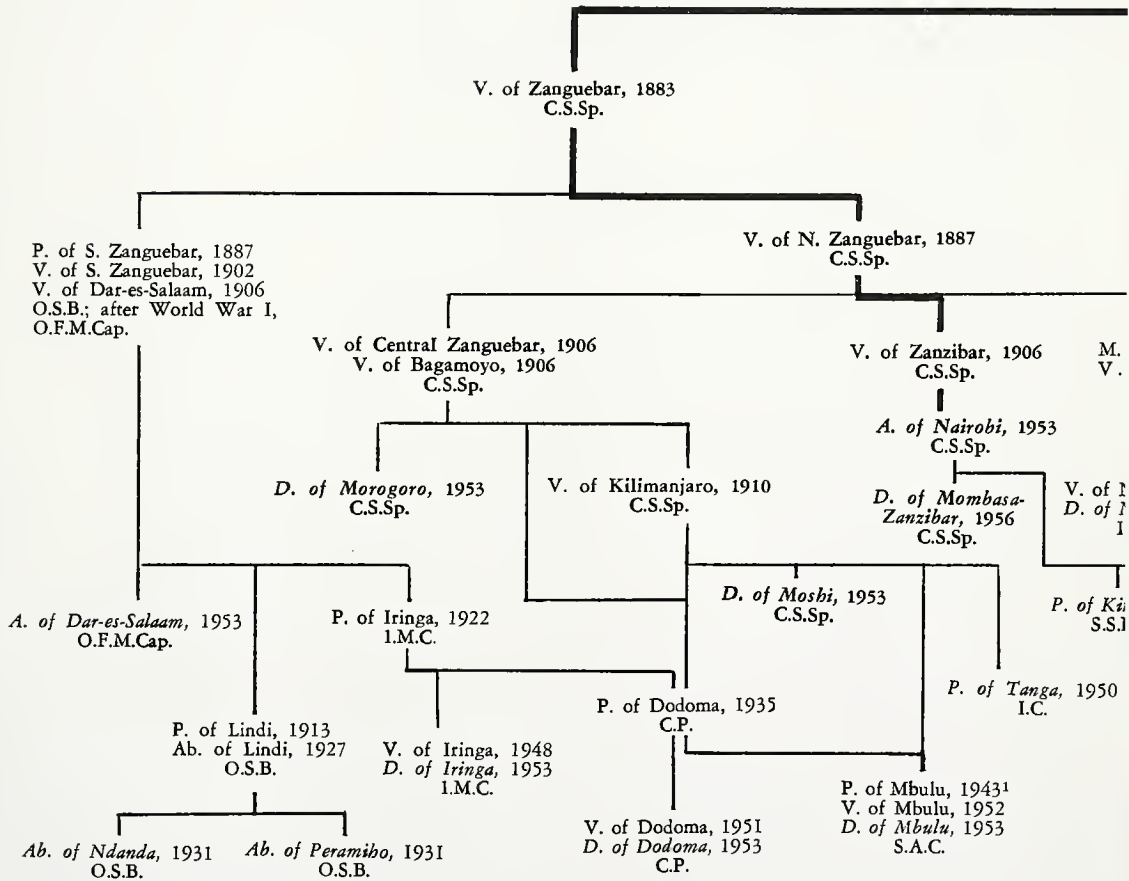 V. of Zanguebar, 1883
C.S.Sp.
P. of S. Zanguebar, 1887
V. of S. Zanguebar, 1902
V. of Dar-es-Salaam, 1906
O.S.B.; after World War I,
O.F.M.Cap.
V. of N. Zanguebar, 1887
C.S.Sp.
V. of Central Zanguebar, 1906
V. of Bagamoyo, 1906
C.S.Sp.
V. of Zanzibar, 1906
C.S.Sp.
M.
V.
A. of Nairobi, 1953
C.S.Sp.
D. of Morogoro, 1953
C.S.Sp.
V. of Kilimanjaro, 1910
C.S.Sp.
D. of Mombasa-
Zanzibar, 1956
C.S.Sp.
V. of
D. of
A. of Dar-es-Salaam, 1953
O.F.M.Cap.
P. of Iringa, 1922
I.M.C.
D. of Moshi, 1953
C.S.Sp.
P. of
P. of Tanga, 1950
I.C.
P. of Lindi, 1913
Ab. of Lindi, 1927
O.S.B.
V. of Iringa, 1948
D. of Iringa, 1953
I.M.C.
P. of Dodoma, 1935
C.P.
V. of Dodoma, 1951
D. of Dodoma, 1953
C.P.
P. of Mbulu, 1943¹
V. of Mbulu, 1952
D. of Mbulu, 1953
S.A.C.
Ab. of Ndanda, 1931
O.S.B.
Ab. of Peramiho, 1931
O.S.B.